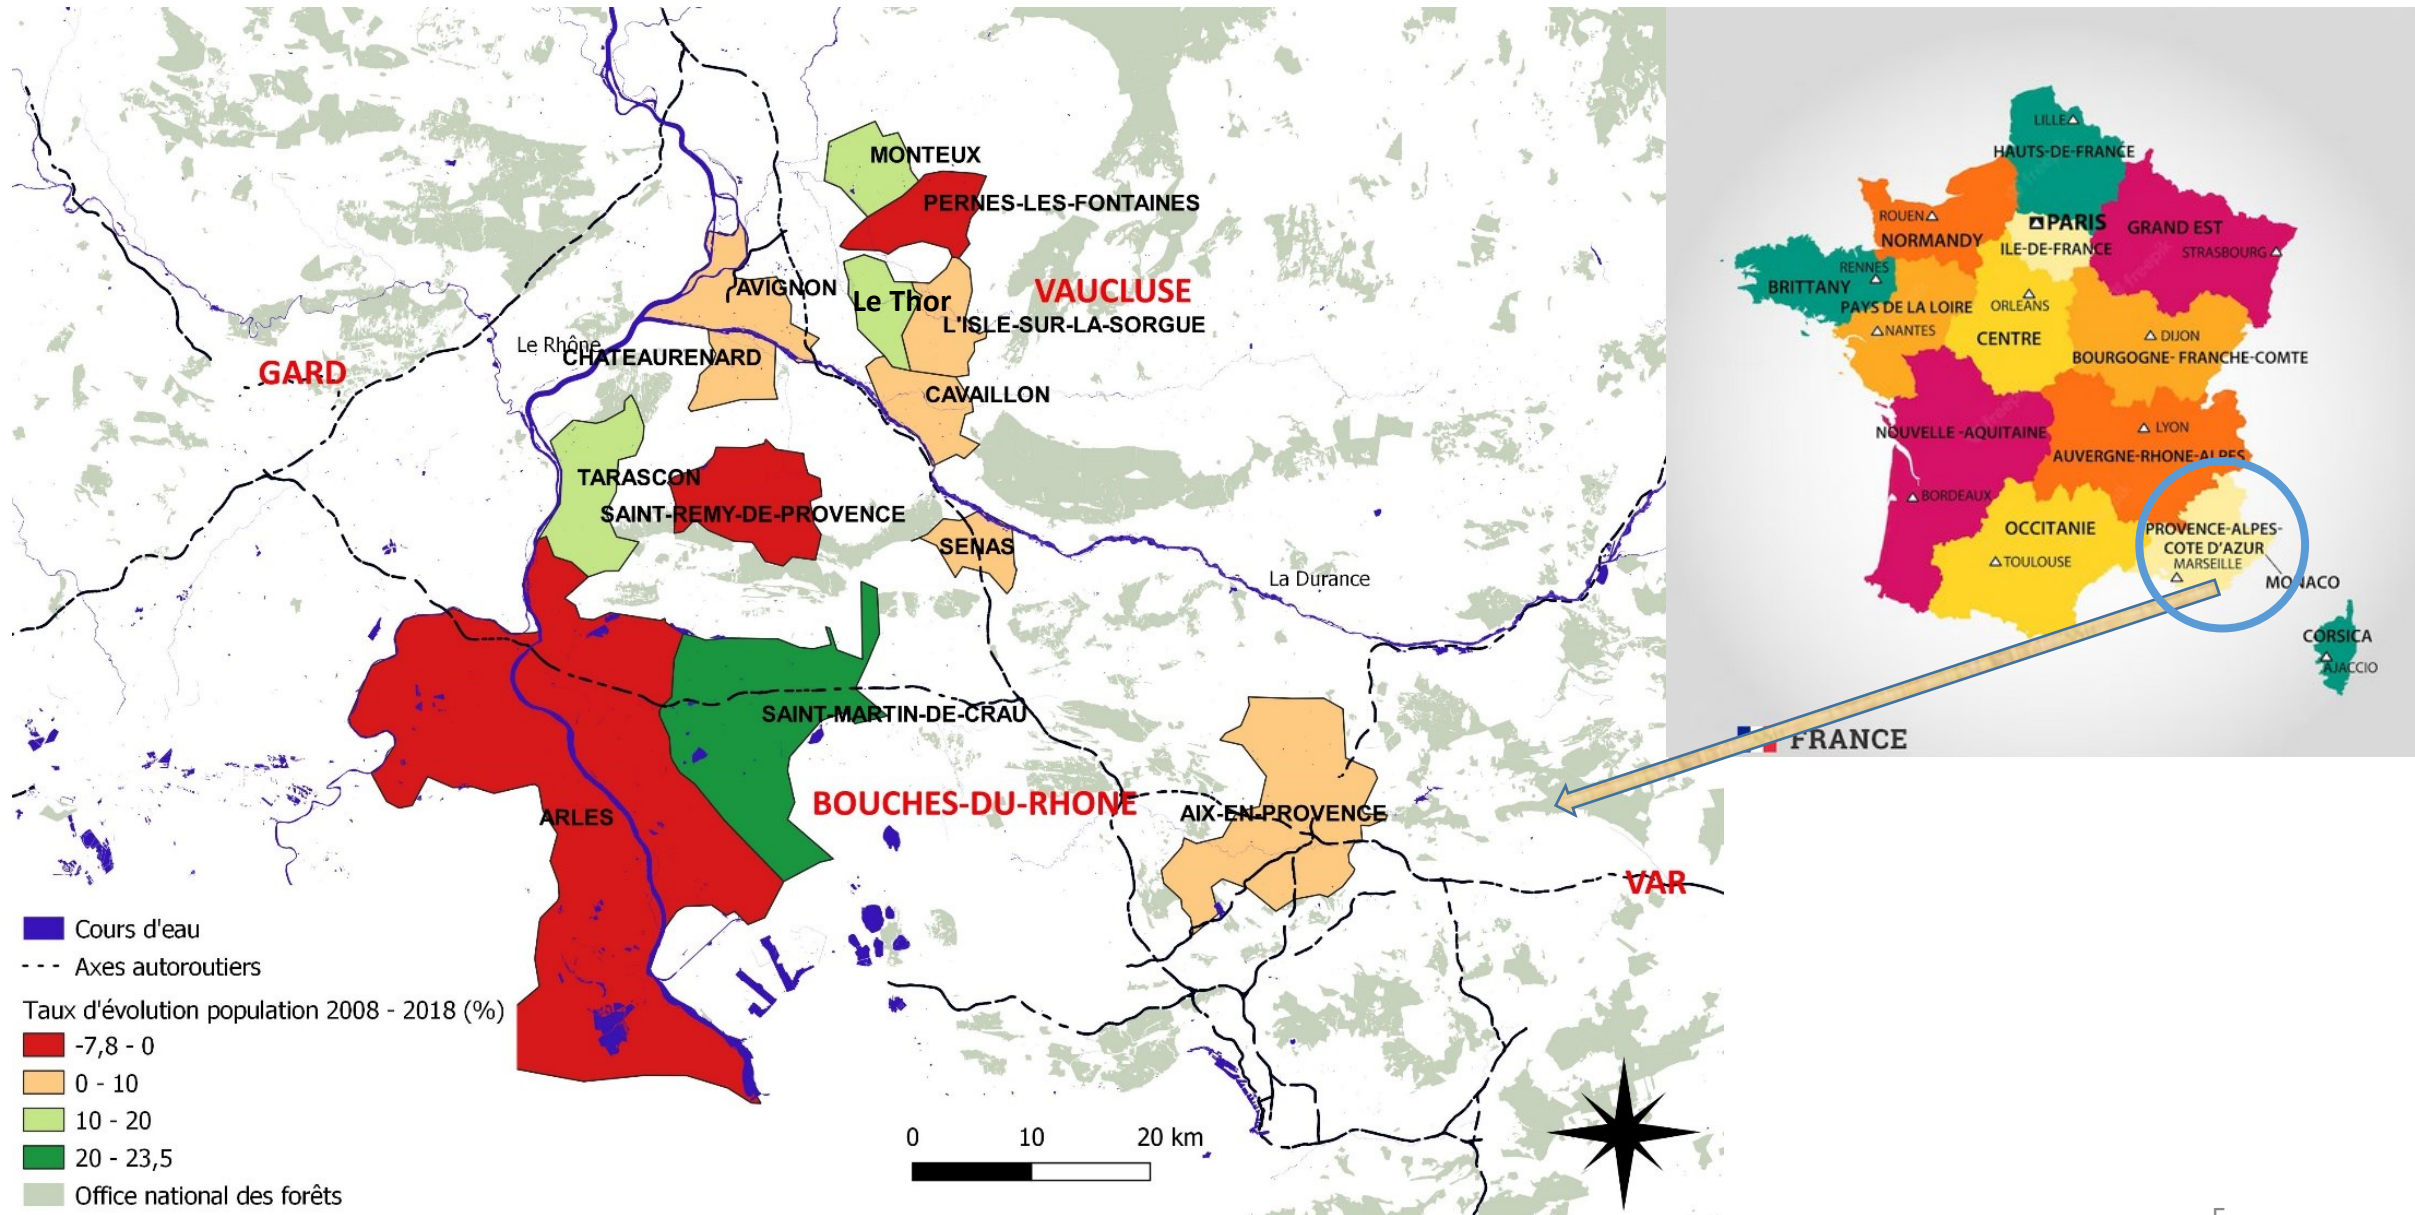 MONTEUX
PERNES-LES-FONTAINES
AVIGNON
Le Thor
VAUCLUSE
L'ISLE-SUR-LA-SORGUE
Le Rhône
CHATEAURENARD
GARD
CAVAILLON
TARASCON
SAINT-REMY-DE-PROVENCE
SENAS
La Durance
SAINT-MARTIN-DE-CRAU
BOUCHES-DU-RHONE
ARLES
AIX-EN-PROVENCE
VAR
Cours d'eau
Axes autoroutiers
Taux d'évolution population 2008 - 2018 (%)
-7,8 - 0
0 - 10
10 - 20
20 - 23,5
Office national des forêts
0 10 20 km
LILLE
HAUTS-DE-FRANCE
ROUEN
NORMANDY
PARIS
ILE-DE-FRANCE
GRAND EST
STRASBOURG
RENNES
BRITTANY
PAYS DE LA LOIRE
NANTES
ORLEANS
CENTRE
DIJON
BOURGOGNE- FRANCHE-COMTE
NOUVELLE -AQUITAINE
LYON
AUVERGNE-RHONE-ALPES
BORDEAUX
OCCITANIE
TOULOUSE
PROVENCE-ALPES-
COTE D'AZUR
MARSEILLE
MONACO
CORSICA
AJACCIO
FRANCE